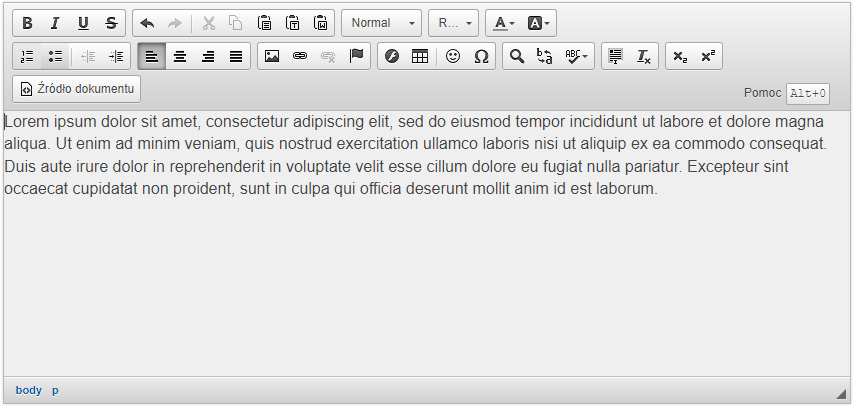 B I U S Normal R... A A
ABC Ix x₂ x²
Źródło dokumentu
Pomoc Alt+0
Lorem ipsum dolor sit amet, consectetur adipiscing elit, sed do eiusmod tempor incididunt ut labore et dolore magna
aliqua. Ut enim ad minim veniam, quis nostrud exercitation ullamco laboris nisi ut aliquip ex ea commodo consequat.
Duis aute irure dolor in reprehenderit in voluptate velit esse cillum dolore eu fugiat nulla pariatur. Excepteur sint
occaecat cupidatat non proident, sunt in culpa qui officia deserunt mollit anim id est laborum.
body p